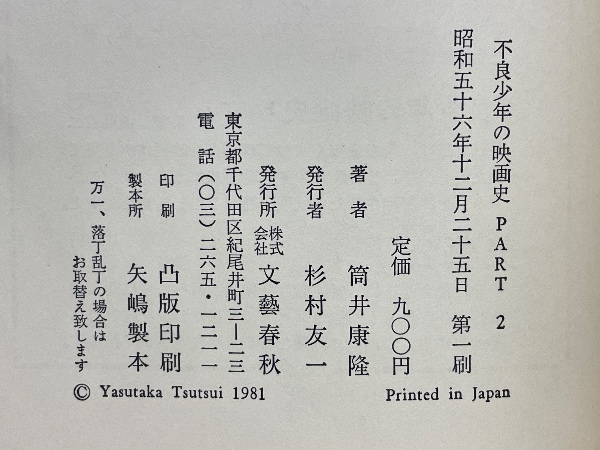 不良少年の映画史 PART 2
昭和五十六年十二月二十五日 第一刷
定価 九〇〇円
著者 筒井康隆
発行者 杉村友一
発行所 株式会社 文藝春秋
東京都千代田区紀尾井町三―二三
電話(〇三)二六五・一二一一
印刷 凸版印刷
製本所 矢嶋製本
万一、落丁乱丁の場合は
お取替え致します
© Yasutaka Tsutsui 1981
Printed in Japan